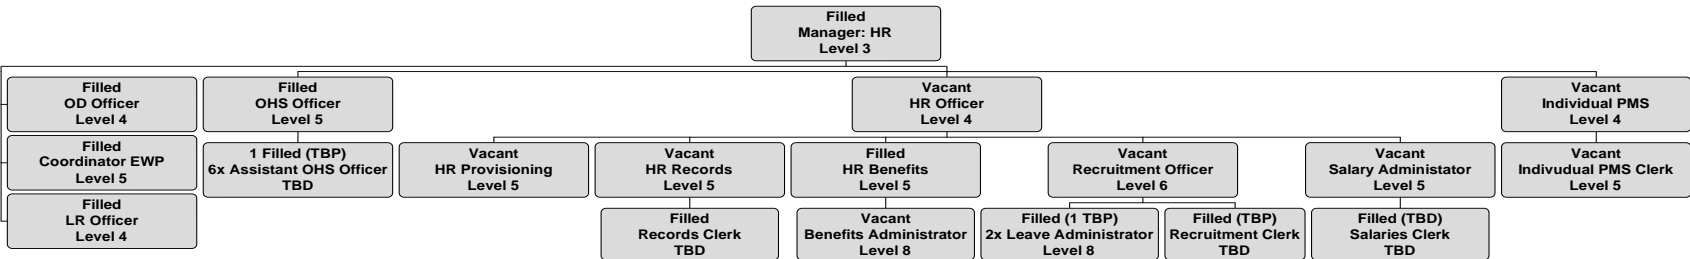 Filled
Manager: HR
Level 3
Filled
OD Officer
Level 4
Filled
OHS Officer
Level 5
Vacant
HR Officer
Level 4
Vacant
Individual PMS
Level 4
Filled
Coordinator EWP
Level 5
1 Filled (TBP)
6x Assistant OHS Officer
TBD
Vacant
HR Provisioning
Level 5
Vacant
HR Records
Level 5
Filled
HR Benefits
Level 5
Vacant
Recruitment Officer
Level 6
Vacant
Salary Administator
Level 5
Vacant
Indivudual PMS Clerk
Level 5
Filled
LR Officer
Level 4
Filled
Records Clerk
TBD
Vacant
Benefits Administrator
Level 8
Filled (1 TBP)
2x Leave Administrator
Level 8
Filled (TBP)
Recruitment Clerk
TBD
Filled (TBD)
Salaries Clerk
TBD